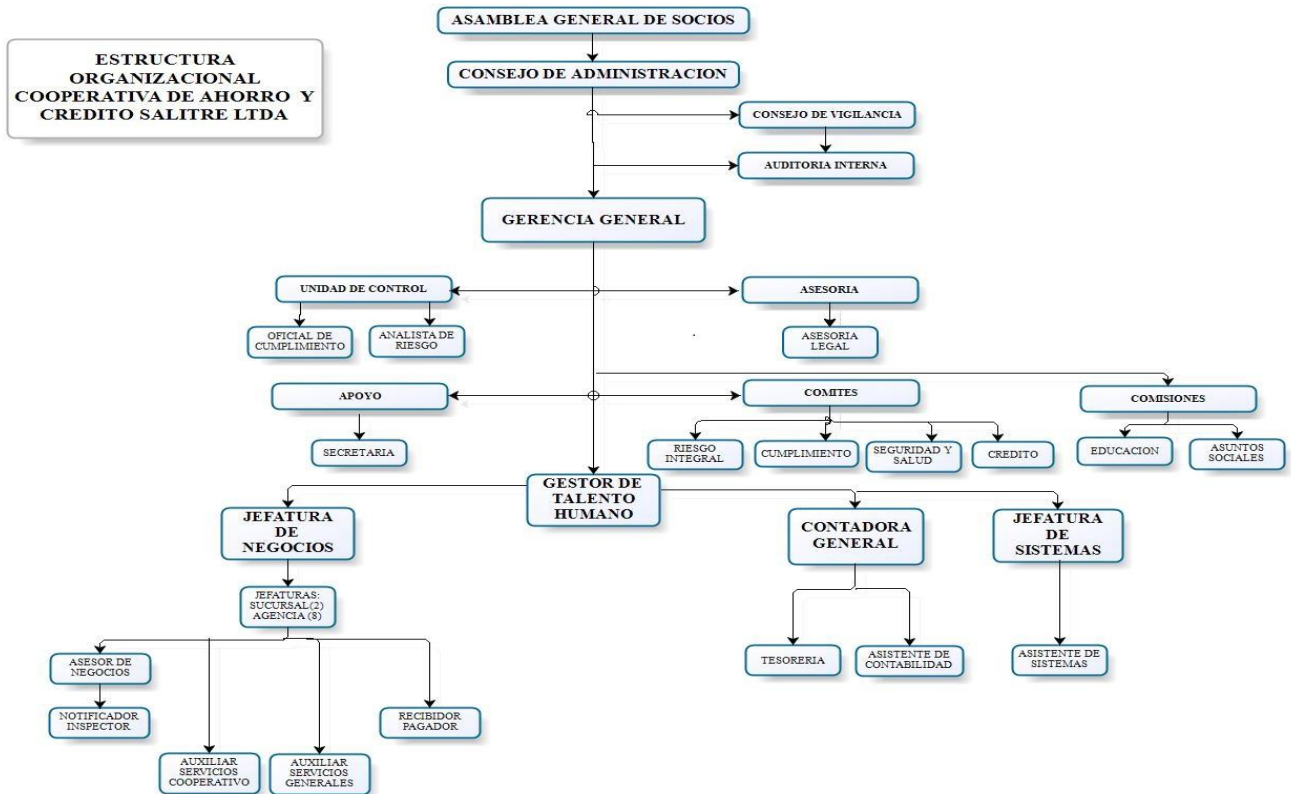 ASAMBLEA GENERAL DE SOCIOS
ESTRUCTURA
ORGANIZACIONAL
COOPERATIVA DE AHORRO Y
CREDITO SALITRE LTDA
CONSEJO DE ADMINISTRACION
CONSEJO DE VIGILANCIA
AUDITORIA INTERNA
GERENCIA GENERAL
UNIDAD DE CONTROL
ASESORIA
OFICIAL DE
CUMPLIMIENTO
ANALISTA DE
RIESGO
ASESORIA
LEGAL
APOYO
COMITES
COMISIONES
SECRETARIA
RIESGO
INTEGRAL
CUMPLIMIENTO
SEGURIDAD Y
SALUD
CREDITO
EDUCACION
ASUNTOS
SOCIALES
GESTOR DE
TALENTO
HUMANO
JEFATURA
DE
NEGOCIOS
CONTADORA
GENERAL
JEFATURA
DE
SISTEMAS
JEFATURAS:
SUCURSAL(2)
AGENCIA (8)
ASESOR DE
NEGOCIOS
TESORERIA
ASISTENTE DE
CONTABILIDAD
ASISTENTE DE
SISTEMAS
NOTIFICADOR
INSPECTOR
RECIBIDOR
PAGADOR
AUXILIAR
SERVICIOS
COOPERATIVO
AUXILIAR
SERVICIOS
GENERALES